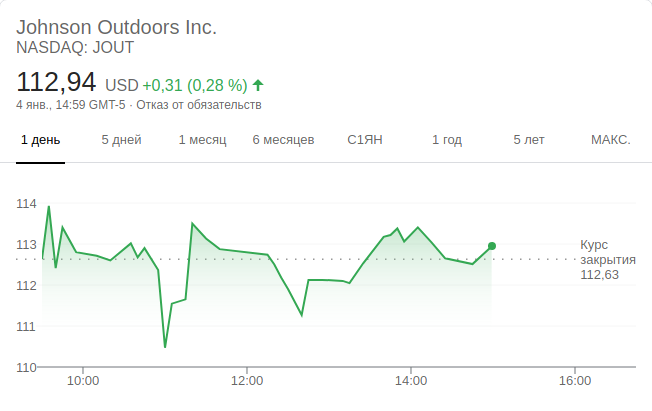 Johnson Outdoors Inc.
NASDAQ: JOUT
112,94 USD +0,31 (0,28 %)
4 янв., 14:59 GMT-5 · Отказ от обязательств
1 день 5 дней 1 месяц 6 месяцев С1ЯН 1 год 5 лет МАКС.
114
113
112
111
110
Курс
закрытия
112,63
10:00 12:00 14:00 16:00